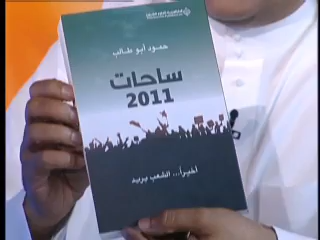 حمود أبو طالب
ساحات
2011
أخيراً... الشعب يريد